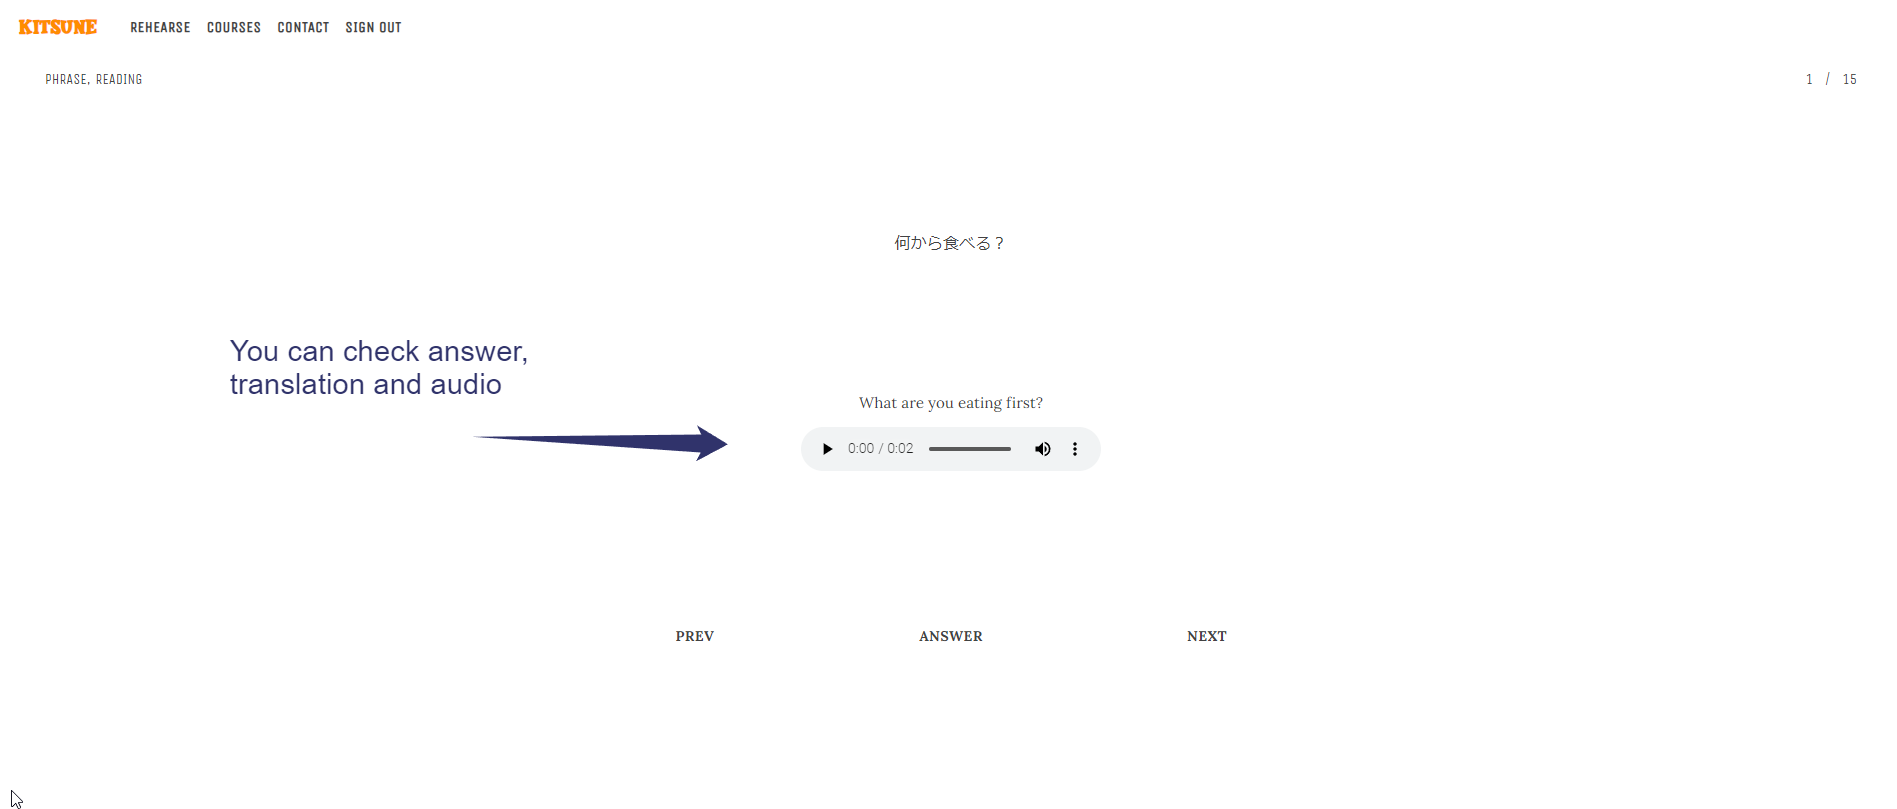 KITSUNE REHEARSE COURSES CONTACT SIGN OUT
PHRASE, READING 1 / 15
何から食べる？
You can check answer,
translation and audio
What are you eating first?
0:00 / 0:02
PREV ANSWER NEXT